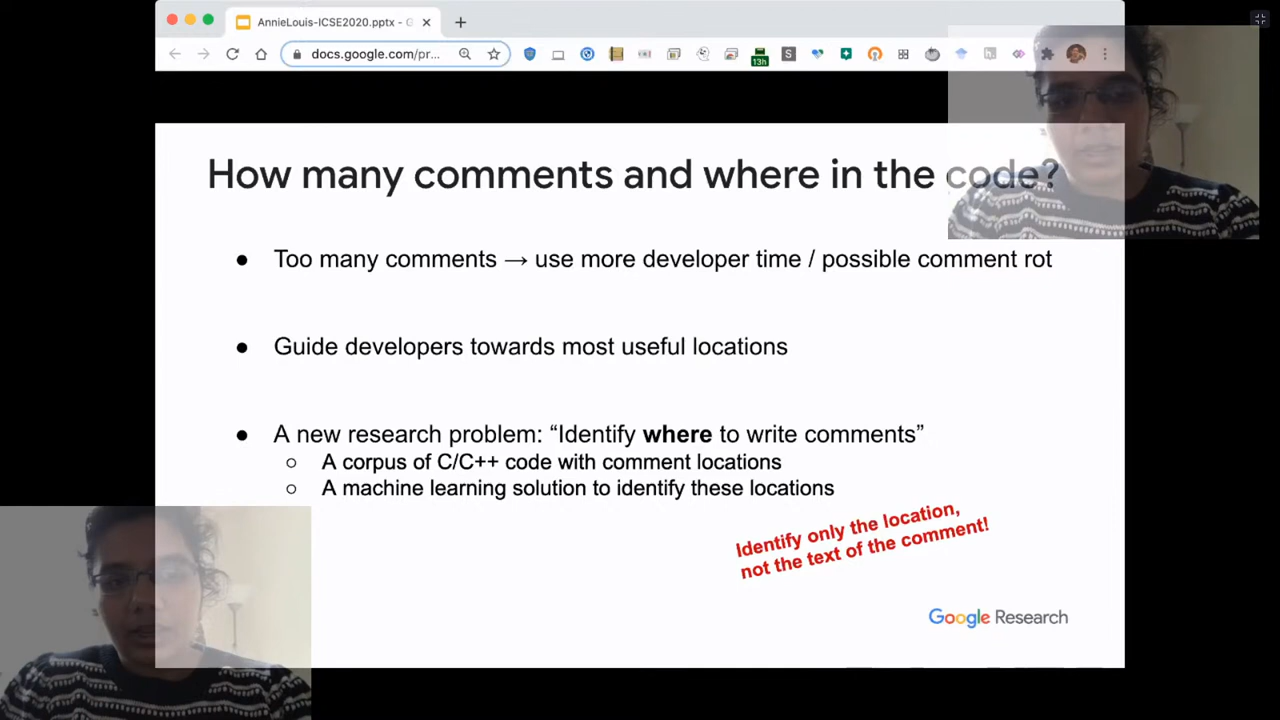 AnnieLouis-ICSE2020.pptx - G
docs.google.com/pr...
13h
S
How many comments and where in the code?
● Too many comments → use more developer time / possible comment rot
● Guide developers towards most useful locations
● A new research problem: “Identify where to write comments”
○ A corpus of C/C++ code with comment locations
○ A machine learning solution to identify these locations
Identify only the location,
not the text of the comment!
Google Research